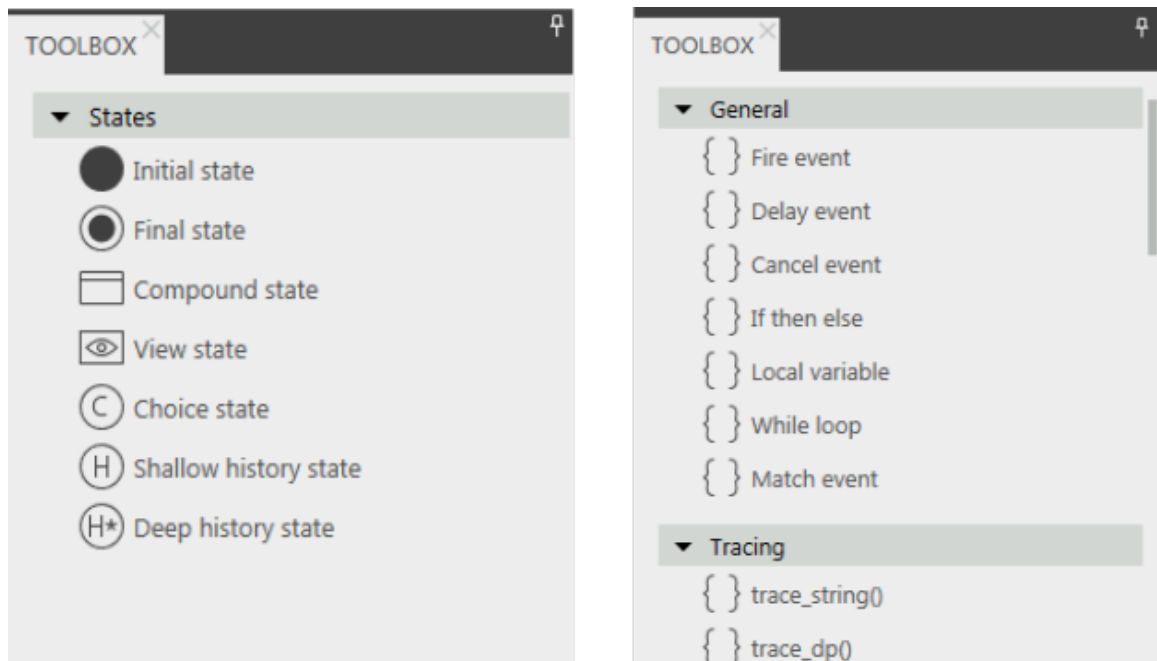 TOOLBOX
States
Initial state
Final state
Compound state
View state
C Choice state
H Shallow history state
H* Deep history state
TOOLBOX
General
{ } Fire event
{ } Delay event
{ } Cancel event
{ } If then else
{ } Local variable
{ } While loop
{ } Match event
Tracing
{ } trace_string()
{ } trace_dp()